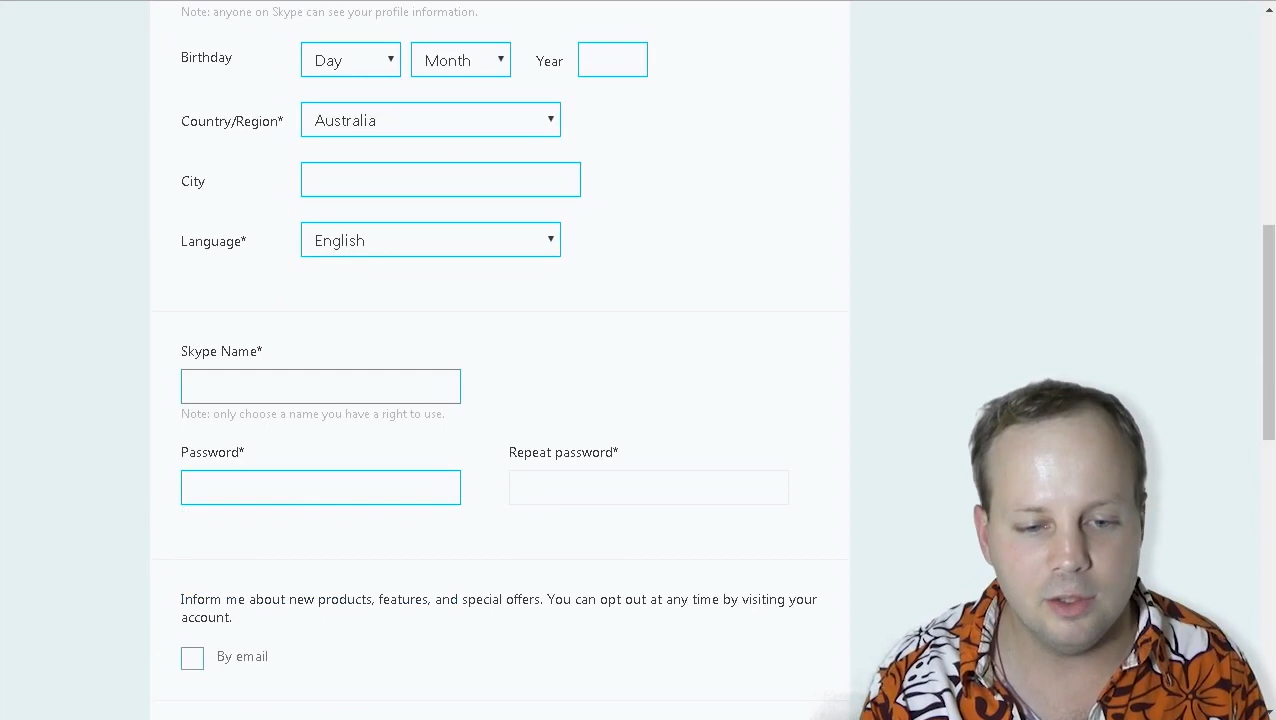 Note: anyone on Skype can see your profile information.
Birthday Day Month Year
Country/Region* Australia
City
Language* English
Skype Name*
Note: only choose a name you have a right to use.
Password* Repeat password*
Inform me about new products, features, and special offers. You can opt out at any time by visiting your
account.
By email